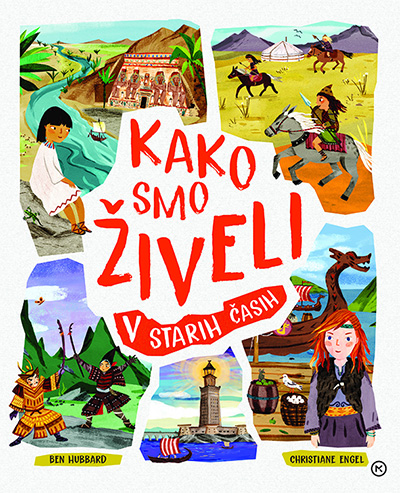 KAKO
SMO
ŽIVELI
V STARIH ČASIH
BEN HUBBARD
CHRISTIANE ENGEL